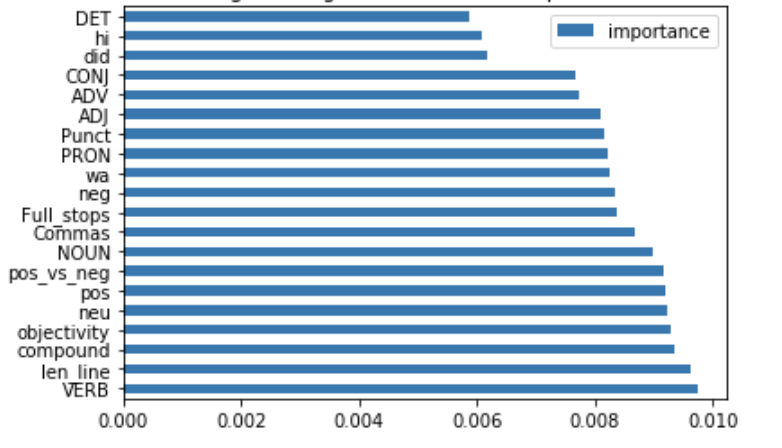 DET
importance
hi
did
CONJ
ADV
ADJ
Punct
PRON
wa
neg
Full_stops
Commas
NOUN
pos_vs_neg
pos
neu
objectivity
compound
len_line
VERB
0.000 0.002 0.004 0.006 0.008 0.010